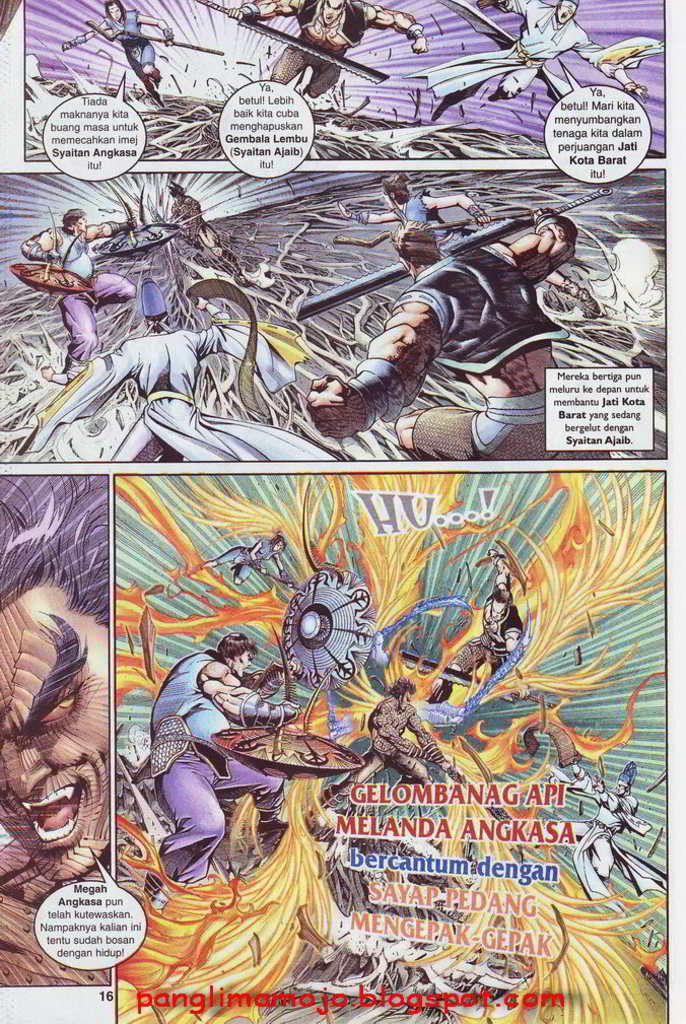 Tiada
maknanya kita
buang masa untuk
memecahkan imej
Syaitan Angkasa
itu!
Ya,
betul! Lebih
baik kita cuba
menghapuskan
Gembala Lembu
(Syaitan Ajaib)
itu!
Ya,
betul! Mari kita
menyumbangkan
tenaga kita dalam
perjuangan Jati
Kota Barat
itu!
Mereka bertiga pun
meluru ke depan untuk
membantu Jati Kota
Barat yang sedang
bergelut dengan
Syaitan Ajaib.
HU...!
GELOMBANAG API
MELANDA ANGKASA
bercantum dengan
SAYAP PEDANG
MENGEPAK-GEPAK
Megah
Angkasa pun
telah kutewaskan.
Nampaknya kalian ini
tentu sudah bosan
dengan hidup!
16
panglimamojo.blogspot.com